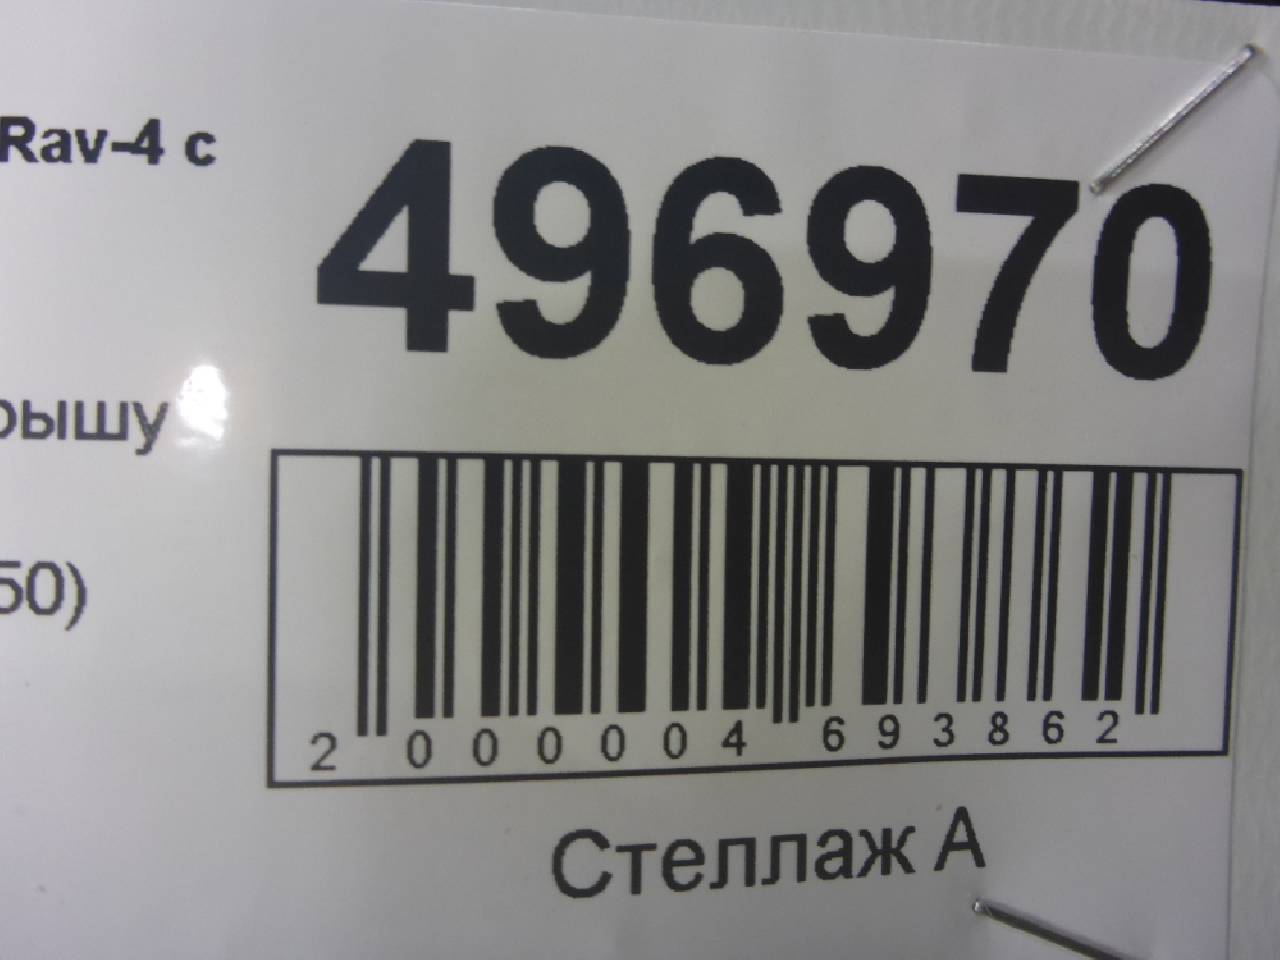 Rav-4 с
496970
рышу
50)
2 000004 693862
Стеллаж А